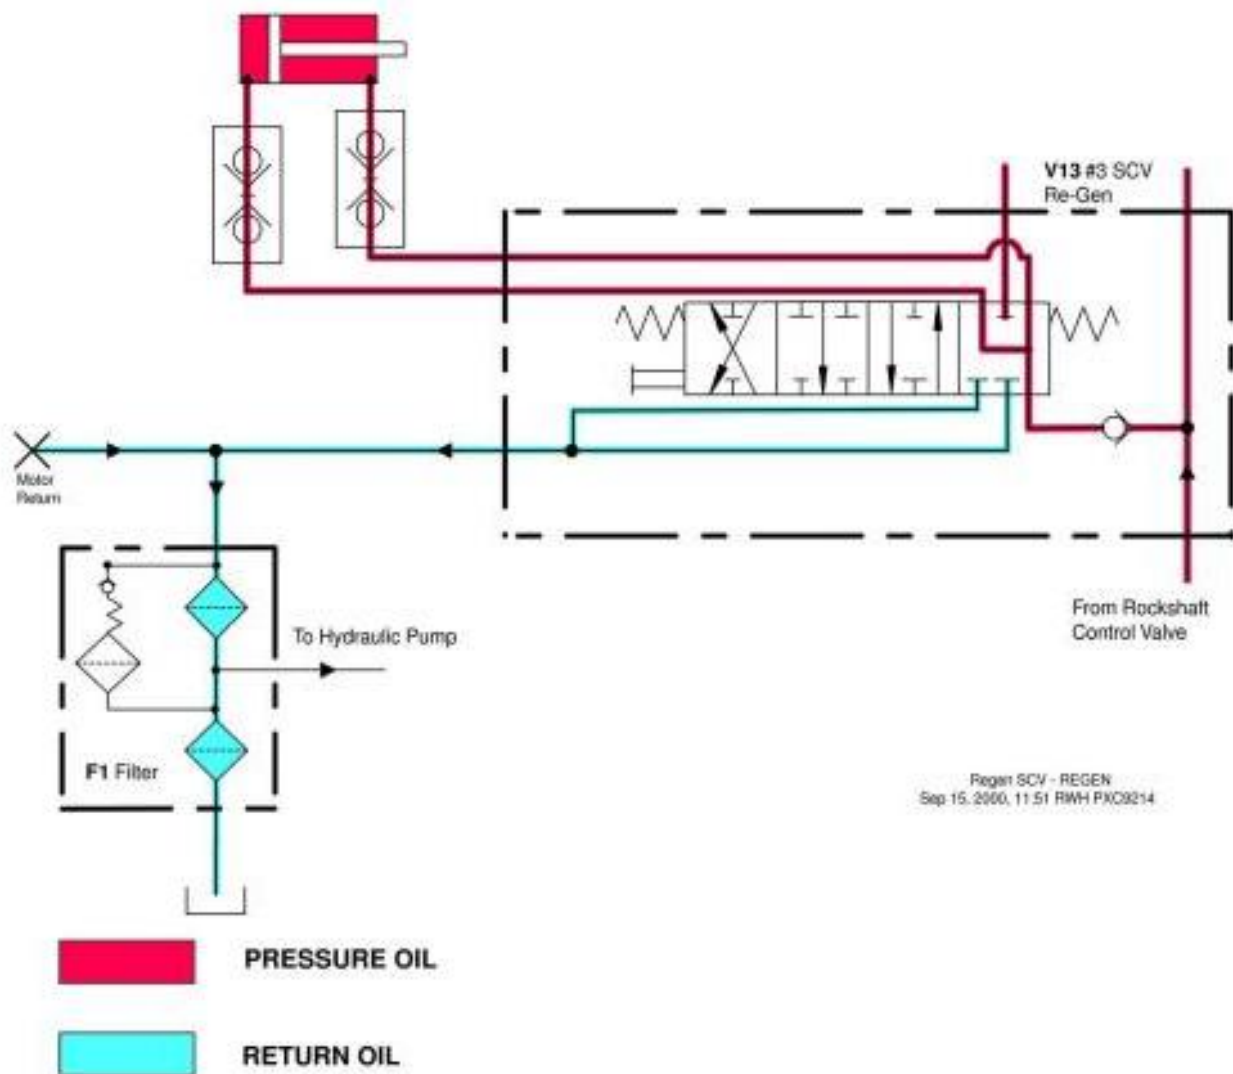 V13 #3 SCV
Re-Gen
Motor
Return
To Hydraulic Pump
From Rockshaft
Control Valve
F1 Filter
Regen SCV - REGEN
Sep 15, 2000, 11:51 RWH PXC9214
PRESSURE OIL
RETURN OIL